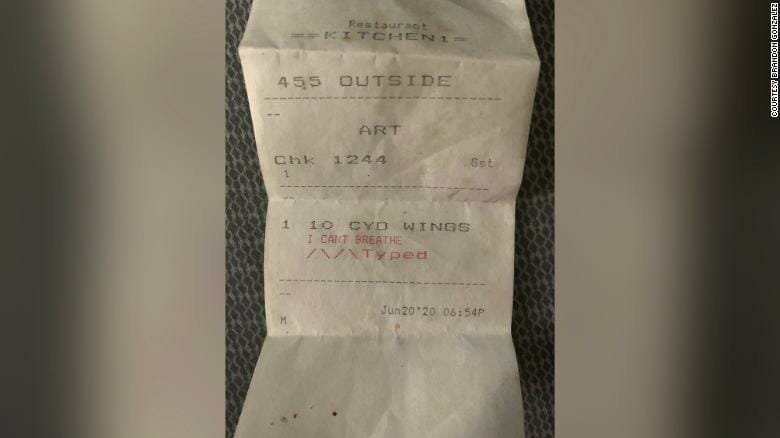 Restaurant
==KITCHEN1=
455 OUTSIDE
--------------------------------
--
ART
Chk 1244 Gst
1
--------------------------------
--
1 10 CYO WINGS
I CANT BREATHE
/\/\Typed
--------------------------------
--
Jun20'20 06:54P
M
COURTESY BRANDON GONZALEZ